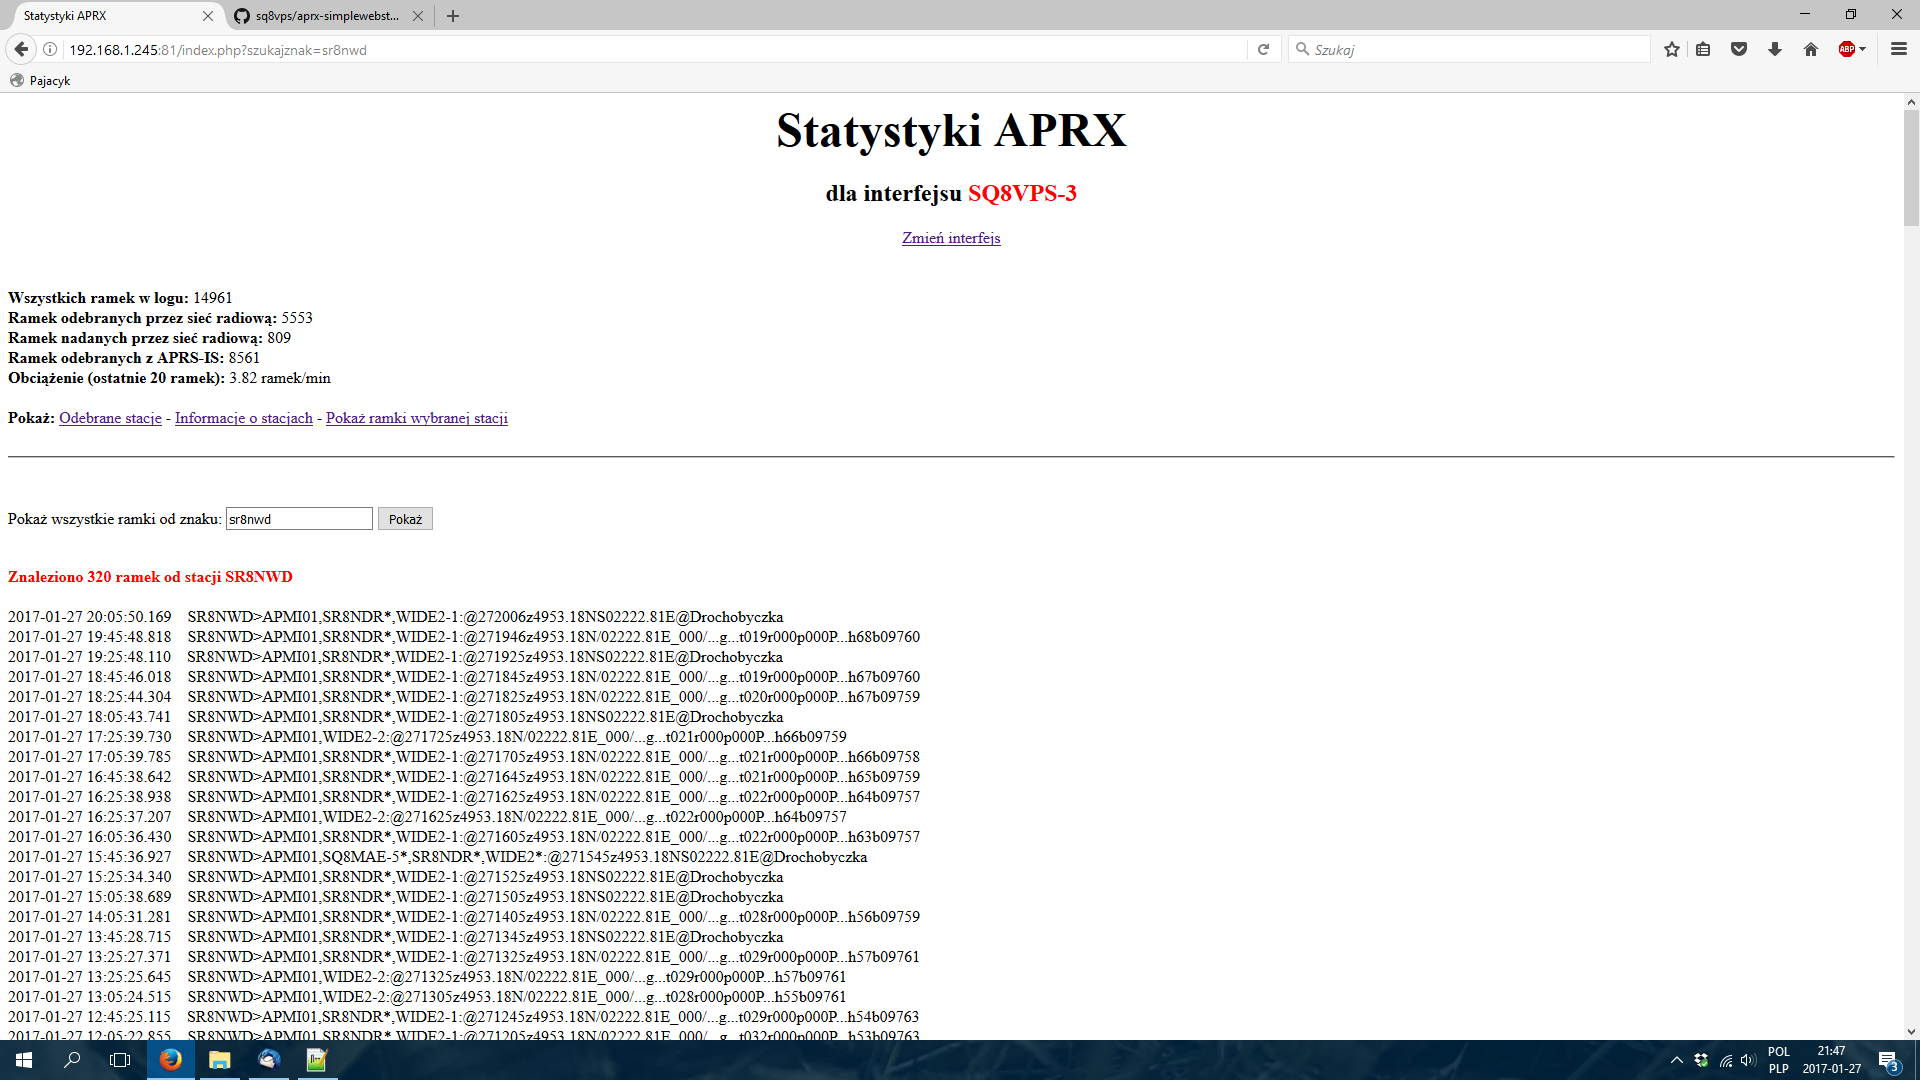 Statystyki APRX
sq8vps/aprx-simplewebst...
192.168.1.245:81/index.php?szukajznak=sr8nwd
Szukaj
ABP
Pajacyk
Statystyki APRX
dla interfejsu SQ8VPS-3
Zmień interfejs
Wszystkich ramek w logu: 14961
Ramek odebranych przez sieć radiową: 5553
Ramek nadanych przez sieć radiową: 809
Ramek odebranych z APRS-IS: 8561
Obciążenie (ostatnie 20 ramek): 3.82 ramek/min
Pokaż: Odebrane stacje - Informacje o stacjach - Pokaż ramki wybranej stacji
Pokaż wszystkie ramki od znaku: sr8nwd Pokaż
Znaleziono 320 ramek od stacji SR8NWD
2017-01-27 20:05:50.169 SR8NWD>APMI01,SR8NDR*,WIDE2-1:@272006z4953.18NS02222.81E@Drochobyczka
2017-01-27 19:45:48.818 SR8NWD>APMI01,SR8NDR*,WIDE2-1:@271946z4953.18N/02222.81E_000/...g...t019r000p000P...h68b09760
2017-01-27 19:25:48.110 SR8NWD>APMI01,SR8NDR*,WIDE2-1:@271925z4953.18NS02222.81E@Drochobyczka
2017-01-27 18:45:46.018 SR8NWD>APMI01,SR8NDR*,WIDE2-1:@271845z4953.18N/02222.81E_000/...g...t019r000p000P...h67b09760
2017-01-27 18:25:44.304 SR8NWD>APMI01,SR8NDR*,WIDE2-1:@271825z4953.18N/02222.81E_000/...g...t020r000p000P...h67b09759
2017-01-27 18:05:43.741 SR8NWD>APMI01,SR8NDR*,WIDE2-1:@271805z4953.18NS02222.81E@Drochobyczka
2017-01-27 17:25:39.730 SR8NWD>APMI01,WIDE2-2:@271725z4953.18N/02222.81E_000/...g...t021r000p000P...h66b09759
2017-01-27 17:05:39.785 SR8NWD>APMI01,SR8NDR*,WIDE2-1:@271705z4953.18N/02222.81E_000/...g...t021r000p000P...h66b09758
2017-01-27 16:45:38.642 SR8NWD>APMI01,SR8NDR*,WIDE2-1:@271645z4953.18N/02222.81E_000/...g...t021r000p000P...h65b09759
2017-01-27 16:25:38.938 SR8NWD>APMI01,SR8NDR*,WIDE2-1:@271625z4953.18N/02222.81E_000/...g...t022r000p000P...h64b09757
2017-01-27 16:25:37.207 SR8NWD>APMI01,WIDE2-2:@271625z4953.18N/02222.81E_000/...g...t022r000p000P...h64b09757
2017-01-27 16:05:36.430 SR8NWD>APMI01,SR8NDR*,WIDE2-1:@271605z4953.18N/02222.81E_000/...g...t022r000p000P...h63b09757
2017-01-27 15:45:36.927 SR8NWD>APMI01,SQ8MAE-5*,SR8NDR*,WIDE2*:@271545z4953.18NS02222.81E@Drochobyczka
2017-01-27 15:25:34.340 SR8NWD>APMI01,SR8NDR*,WIDE2-1:@271525z4953.18NS02222.81E@Drochobyczka
2017-01-27 15:05:38.689 SR8NWD>APMI01,SR8NDR*,WIDE2-1:@271505z4953.18NS02222.81E@Drochobyczka
2017-01-27 14:05:31.281 SR8NWD>APMI01,SR8NDR*,WIDE2-1:@271405z4953.18N/02222.81E_000/...g...t028r000p000P...h56b09759
2017-01-27 13:45:28.715 SR8NWD>APMI01,SR8NDR*,WIDE2-1:@271345z4953.18NS02222.81E@Drochobyczka
2017-01-27 13:25:27.371 SR8NWD>APMI01,SR8NDR*,WIDE2-1:@271325z4953.18N/02222.81E_000/...g...t029r000p000P...h57b09761
2017-01-27 13:25:25.645 SR8NWD>APMI01,WIDE2-2:@271325z4953.18N/02222.81E_000/...g...t029r000p000P...h57b09761
2017-01-27 13:05:24.515 SR8NWD>APMI01,WIDE2-2:@271305z4953.18N/02222.81E_000/...g...t028r000p000P...h55b09761
2017-01-27 12:45:25.115 SR8NWD>APMI01,SR8NDR*,WIDE2-1:@271245z4953.18N/02222.81E_000/...g...t029r000p000P...h54b09763
2017-01-27 12:05:22.855 SR8NWD>APMI01,SR8NDR*,WIDE2-1:@271205z4953.18N/02222.81E_000/...g...t032r000p000P...h53b09763
POL
PLP
21:47
2017-01-27
3